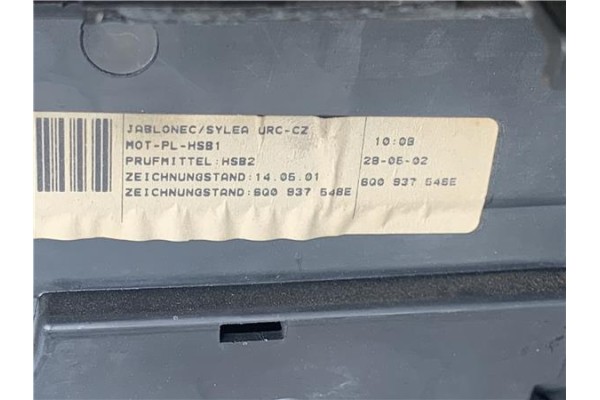 JABLONEC/SYLEA URC-CZ
MOT-PL-HSB1
PRUFMITTEL:HSB2
ZEICHNUNGSTAND:14.05.01
ZEICHNUNGSTAND:6Q0 937 548E
10:08
28-05-02
6Q0 937 548E